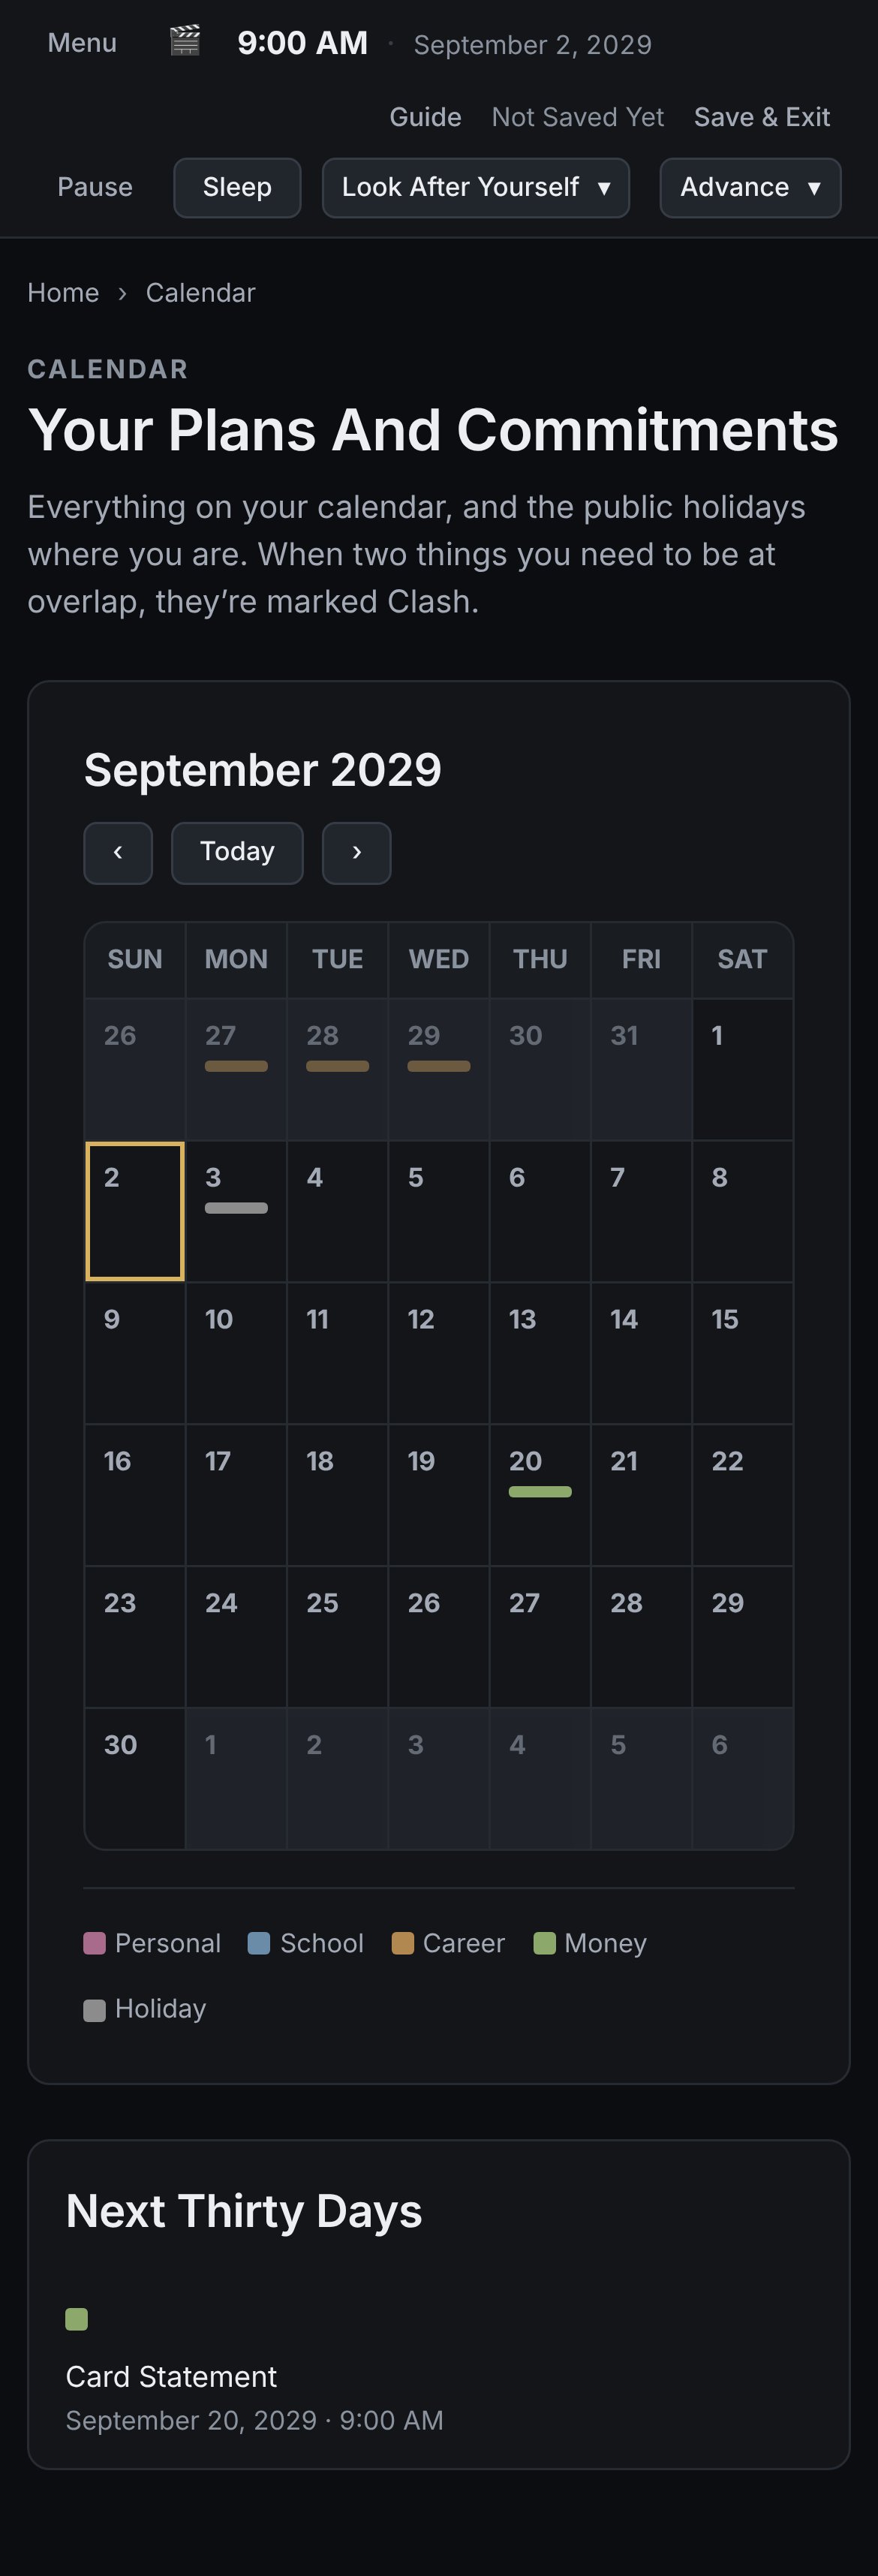 Menu 🎬 9:00 AM · September 2, 2029
Guide Not Saved Yet Save & Exit
Pause Sleep Look After Yourself ▾ Advance ▾
Home › Calendar
CALENDAR
Your Plans And Commitments
Everything on your calendar, and the public holidays
where you are. When two things you need to be at
overlap, they’re marked Clash.
September 2029
‹ Today ›
SUN MON TUE WED THU FRI SAT
26 27 28 29 30 31 1
2 3 4 5 6 7 8
9 10 11 12 13 14 15
16 17 18 19 20 21 22
23 24 25 26 27 28 29
30 1 2 3 4 5 6
Personal School Career Money
Holiday
Next Thirty Days
Card Statement
September 20, 2029 · 9:00 AM